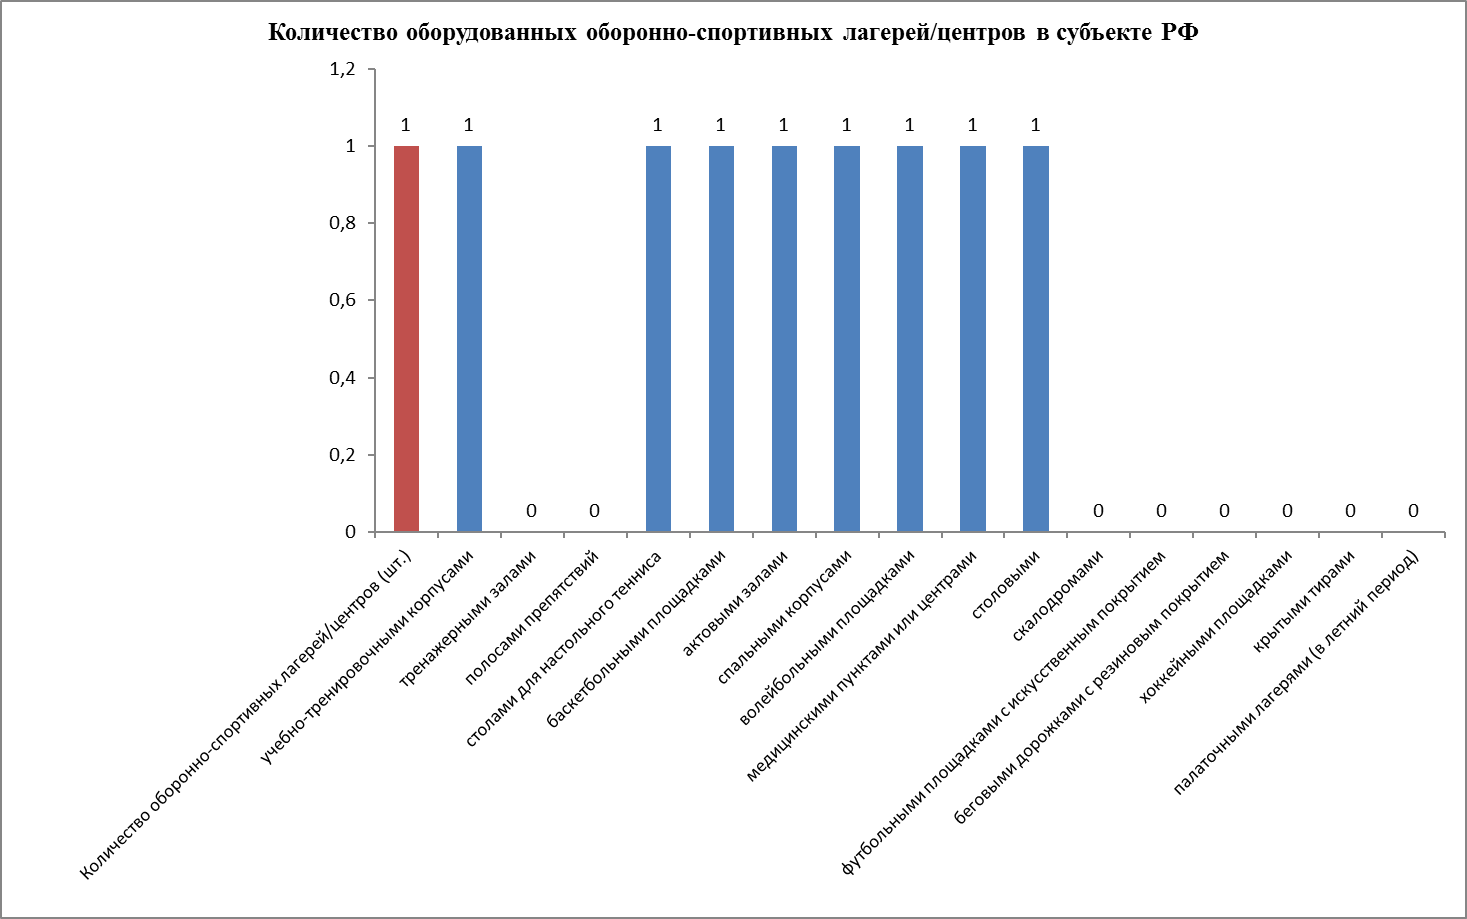 Количество оборудованных оборонно-спортивных лагерей/центров в субъекте РФ
1,2
1
0,8
0,6
0,4
0,2
0
1
1
0
0
1
1
1
1
1
1
1
0
0
0
0
0
0
Количество оборонно-спортивных лагерей/центров (шт.)
учебно-тренировочными корпусами
тренажерными залами
полосами препятствий
столами для настольного тенниса
баскетбольными площадками
актовыми залами
спальными корпусами
волейбольными площадками
медицинскими пунктами или центрами
столовыми
скалодромами
футбольными площадками с искусственным покрытием
беговыми дорожками с резиновым покрытием
хоккейными площадками
крытыми тирами
палаточными лагерями (в летний период)